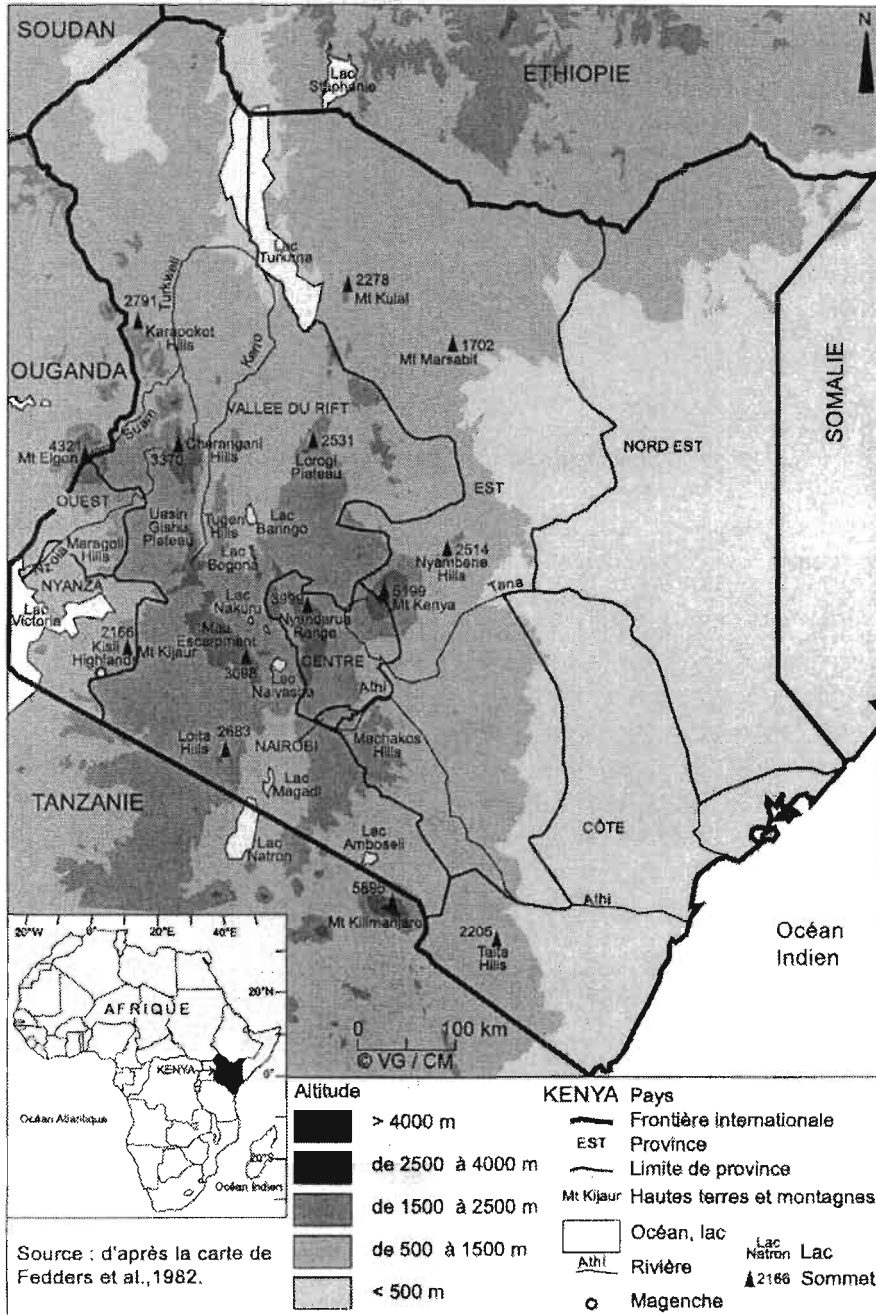 SOUDAN
N
Lac
Stéphanie
ETHIOPIE
Lac
Turkana
2278
Mt Kulal
2791
Karapokot
Hills
Turkwell
Kerio
1702
Mt Marsabit
OUGANDA
SOMALIE
VALLEE DU RIFT
Suam
4321
Mt Elgon
3370
Cherangani
Hills
2531
Lorogi
Plateau
NORD EST
EST
OUEST
Uasin
Gishu
Plateau
Tugen
Hills
Lac
Baringo
Maragoli
Hills
Nzoia
Lac
Bogoria
2514
Nyambene
Hills
NYANZA
Lac
Victoria
Lac
Nakuru
Nyandarua
Range
5199
Mt Kenya
Tana
2166
Mt Kijaur
Kisii
Highlands
Mau
Escarpment
3098
CENTRE
Lac
Naivasha
Athi
Loita
Hills
2683
NAIROBI
Machakos
Hills
Lac
Magadi
TANZANIE
Lac
Natron
Lac
Amboseli
CÔTE
5895
Mt Kilimanjaro
Athi
2205
Taita
Hills
Océan
Indien
0 100 km
© VG / CM
20°W 0° 20°E 40°E
20°N
AFRIQUE
KENYA
0°
Océan Atlantique
20°S
Océan Indien
Source : d'après la carte de
Fedders et al.,1982.
Altitude
> 4000 m
de 2500 à 4000 m
de 1500 à 2500 m
de 500 à 1500 m
< 500 m
KENYA Pays
Frontière internationale
EST Province
Limite de province
Mt Kijaur Hautes terres et montagnes
Océan, lac
Lac
Natron Lac
Athi Rivière
2166 Sommet
Magenche